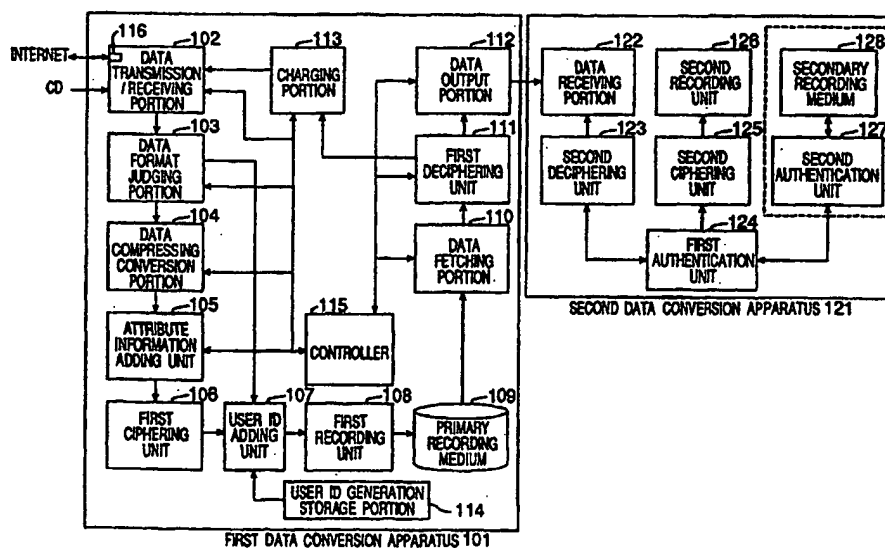 116
102
INTERNET
CD
DATA
TRANSMISSION
/ RECEIVING
PORTION
103
DATA
FORMAT
JUDGING
PORTION
104
DATA
COMPRESSING
CONVERSION
PORTION
105
ATTRIBUTE
INFORMATION
ADDING UNIT
106
FIRST
CIPHERING
UNIT
107
USER ID
ADDING
UNIT
108
FIRST
RECORDING
UNIT
109
PRIMARY
RECORDING
MEDIUM
USER ID GENERATION
STORAGE PORTION
114
113
CHARGING
PORTION
115
CONTROLLER
112
DATA
OUTPUT
PORTION
111
FIRST
DECIPHERING
UNIT
110
DATA
FETCHING
PORTION
FIRST DATA CONVERSION APPARATUS 101
122
DATA
RECEIVING
PORTION
123
SECOND
DECIPHERING
UNIT
126
SECOND
RECORDING
UNIT
125
SECOND
CIPHERING
UNIT
124
FIRST
AUTHENTICATION
UNIT
128
SECONDARY
RECORDING
MEDIUM
127
SECOND
AUTHENTICATION
UNIT
SECOND DATA CONVERSION APPARATUS 121